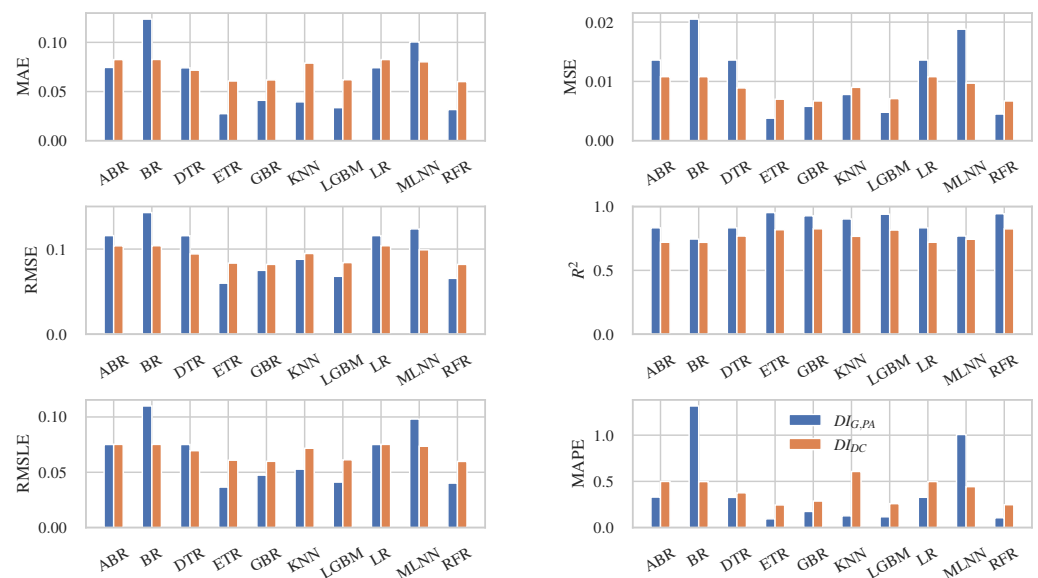 MAE
0.10
0.05
0.00
ABR BR DTR ETR GBR KNN LGBM LR MLNN RFR
MSE
0.02
0.01
0.00
ABR BR DTR ETR GBR KNN LGBM LR MLNN RFR
RMSE
0.1
0.0
ABR BR DTR ETR GBR KNN LGBM LR MLNN RFR
R²
1.0
0.5
0.0
ABR BR DTR ETR GBR KNN LGBM LR MLNN RFR
RMSLE
0.10
0.05
0.00
ABR BR DTR ETR GBR KNN LGBM LR MLNN RFR
MAPE
1.0
0.5
0.0
DI_{G,PA}
DI_{DC}
ABR BR DTR ETR GBR KNN LGBM LR MLNN RFR